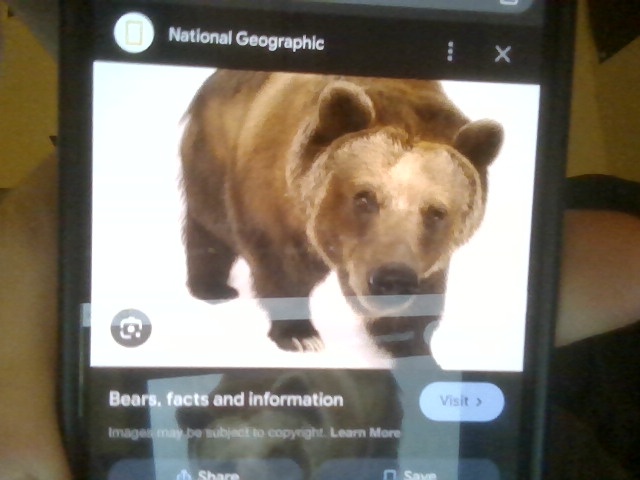 National Geographic
Bears, facts and information
Visit >
Images may be subject to copyright. Learn More
Share
Save